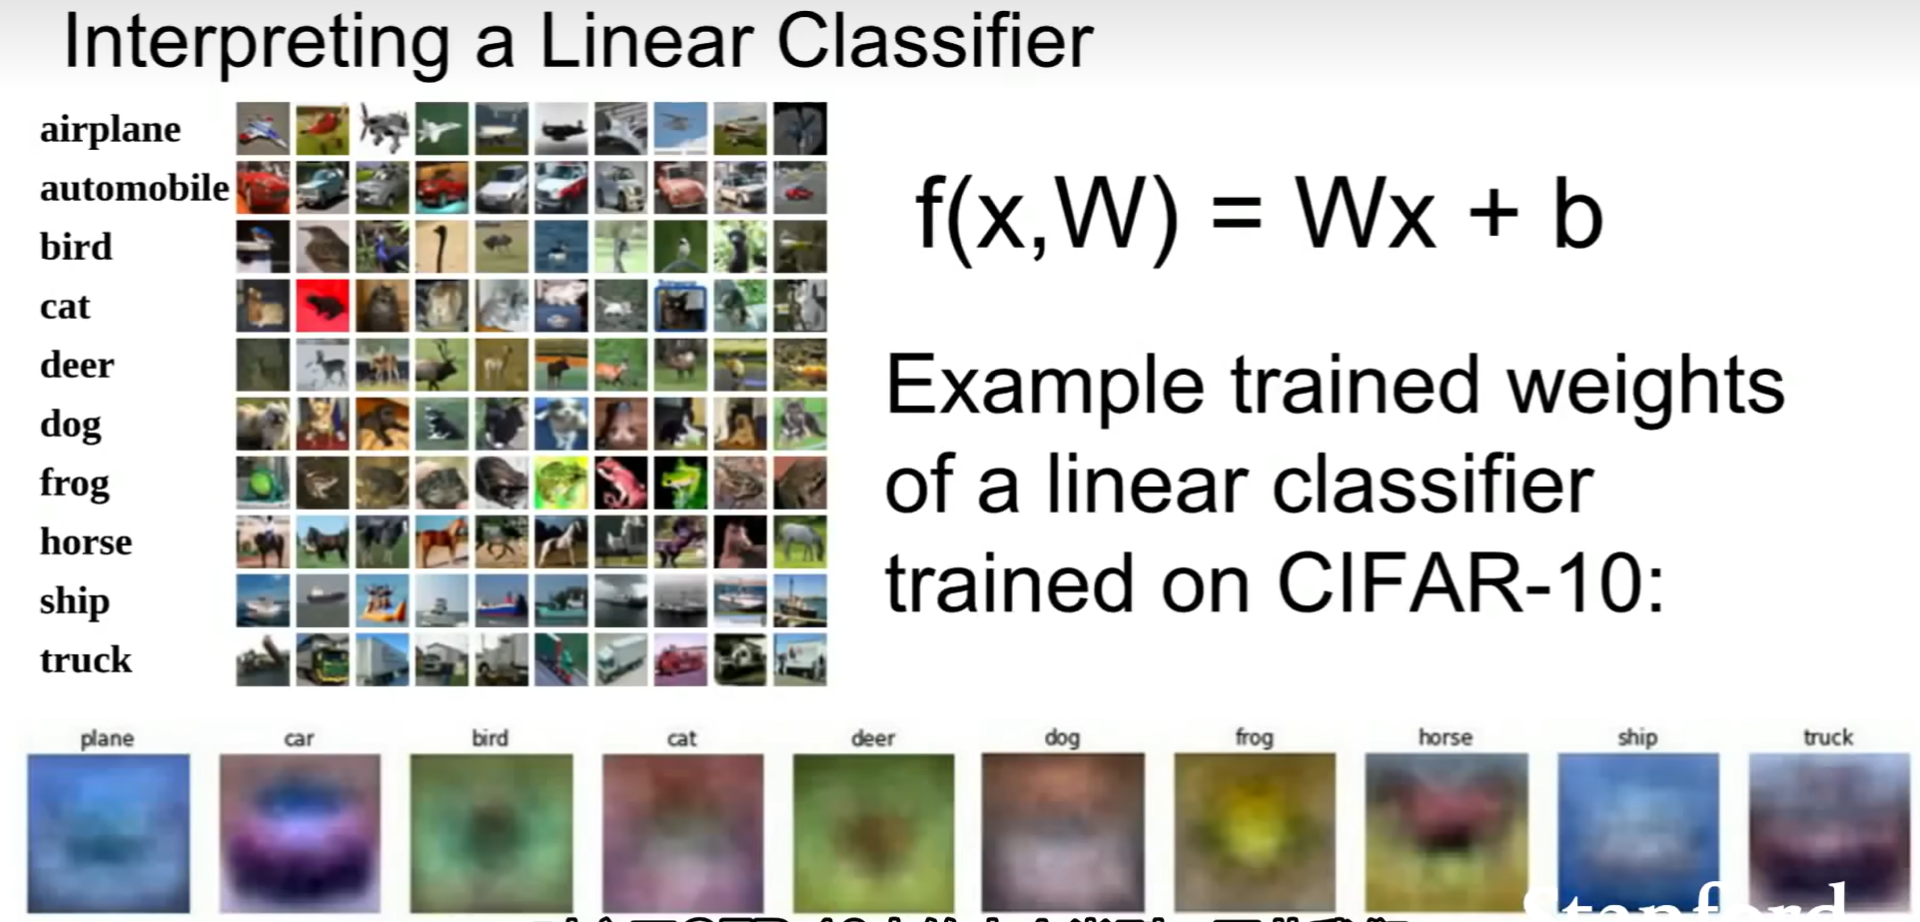 Interpreting a Linear Classifier
airplane
automobile
bird
cat
deer
dog
frog
horse
ship
truck
f(x,W) = Wx + b
Example trained weights
of a linear classifier
trained on CIFAR-10:
plane car bird cat deer dog frog horse ship truck
Stanford